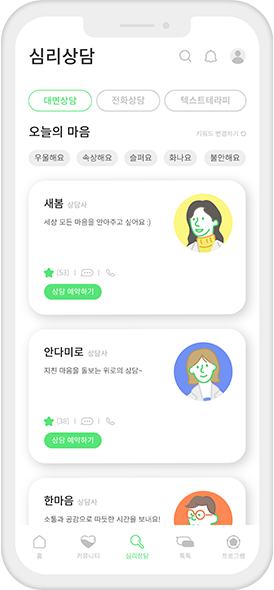 심리상담
대면상담 전화상담 텍스트테라피
오늘의 마음 키워드 변경하기
우울해요 속상해요 슬퍼요 화나요 불안해요
새봄 상담사
세상 모든 마음을 안아주고 싶어요 :)
(53)
상담 예약하기
안다미로 상담사
지친 마음을 돌보는 위로의 상담~
(38)
상담 예약하기
한마음 상담사
소통과 공감으로 따듯한 시간을 보내요!
홈 커뮤니티 심리상담 톡톡 프로그램